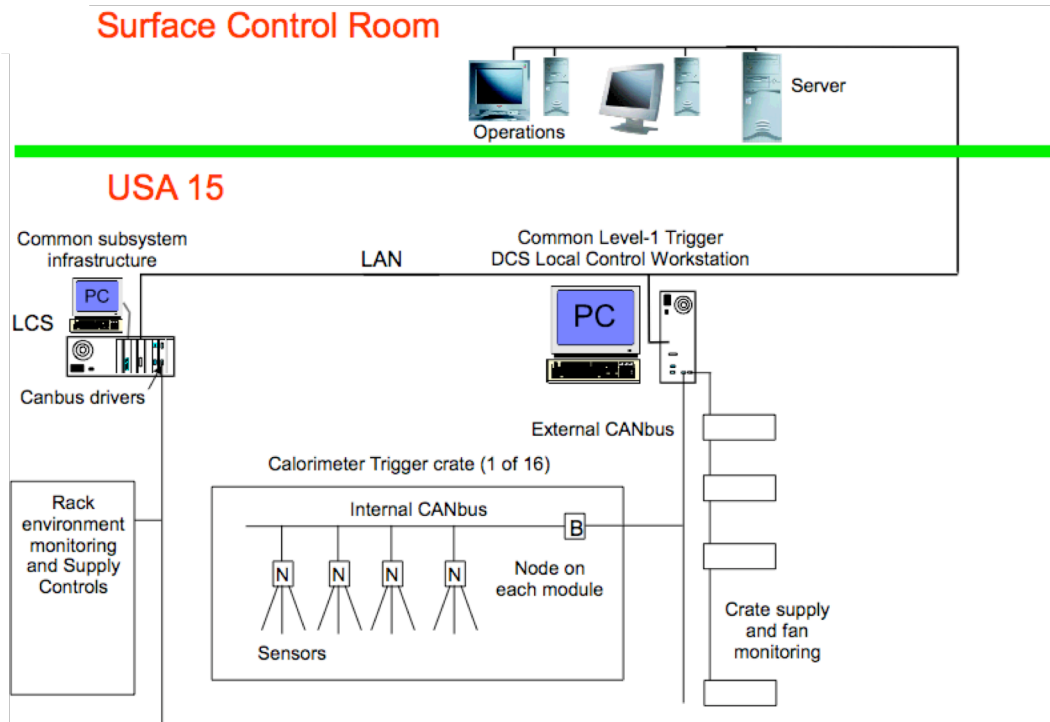 Surface Control Room
Server
Operations
USA 15
Common subsystem
infrastructure
Common Level-1 Trigger
DCS Local Control Workstation
LAN
PC
PC
LCS
Canbus drivers
External CANbus
Calorimeter Trigger crate (1 of 16)
Rack
environment
monitoring
and Supply
Controls
Internal CANbus
B
N
N
N
N
Node on
each module
Sensors
Crate supply
and fan
monitoring